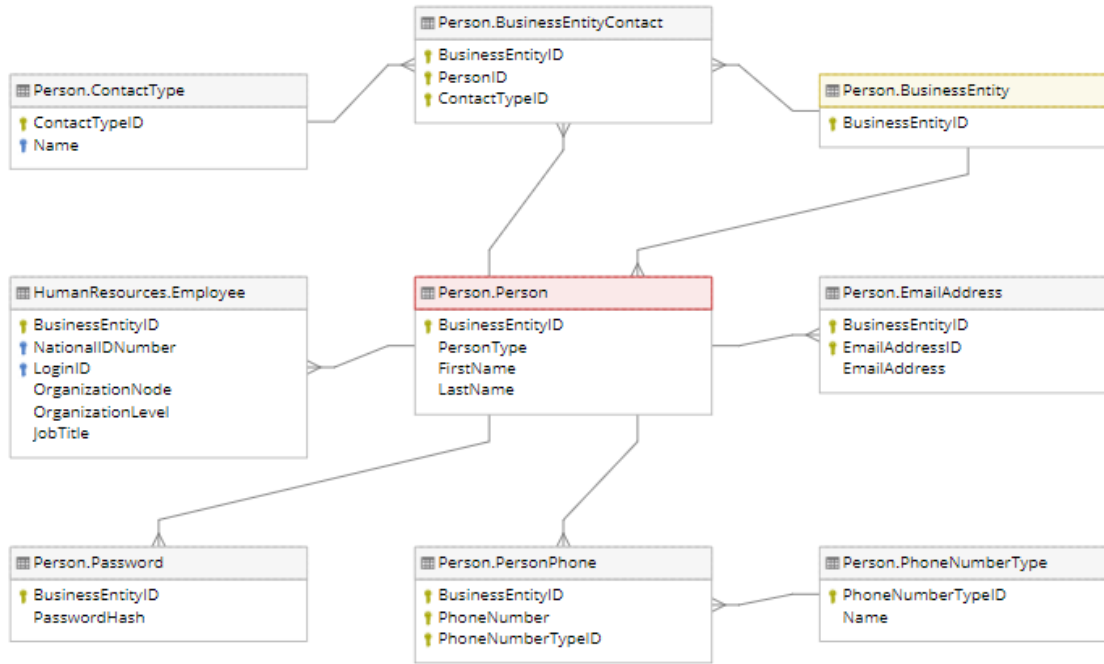 Person.BusinessEntityContact
BusinessEntityID
PersonID
ContactTypeID
Person.ContactType
ContactTypeID
Name
Person.BusinessEntity
BusinessEntityID
HumanResources.Employee
BusinessEntityID
NationalIDNumber
LoginID
OrganizationNode
OrganizationLevel
JobTitle
Person.Person
BusinessEntityID
PersonType
FirstName
LastName
Person.EmailAddress
BusinessEntityID
EmailAddressID
EmailAddress
Person.Password
BusinessEntityID
PasswordHash
Person.PersonPhone
BusinessEntityID
PhoneNumber
PhoneNumberTypeID
Person.PhoneNumberType
PhoneNumberTypeID
Name